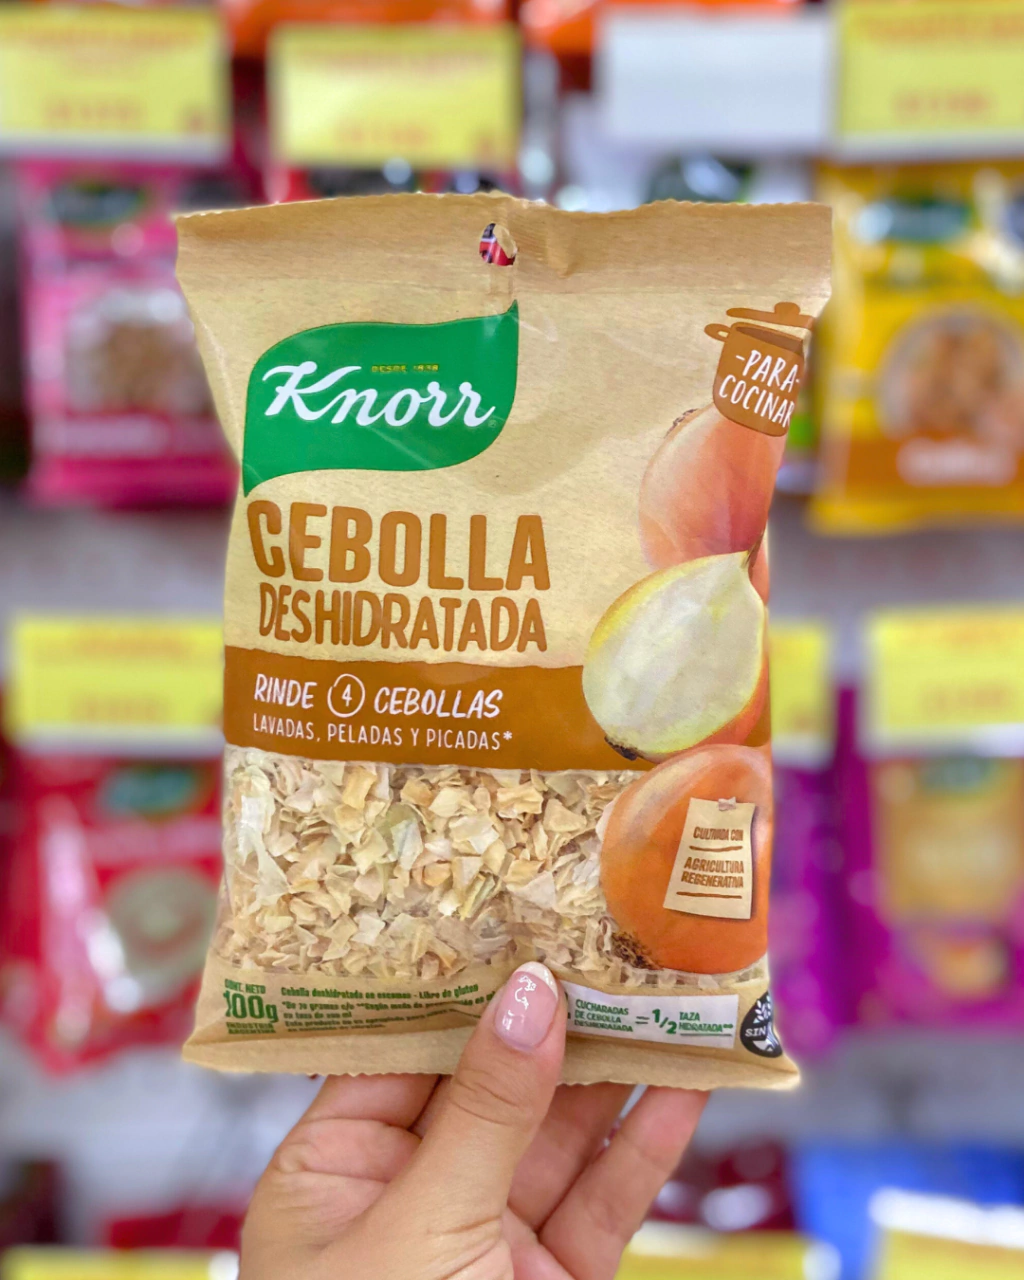 DESDE 1838
Knorr
-PARA-
COCINAR
CEBOLLA
DESHIDRATADA
RINDE 4 CEBOLLAS
LAVADAS, PELADAS Y PICADAS*
CULTIVADA CON
AGRICULTURA
REGENERATIVA
CONT. NETO
100g
INDUSTRIA
ARGENTINA
Cebolla deshidratada en escamas - Libre de gluten
CUCHARADAS
DE CEBOLLA
DESHIDRATADA
= 1/2 TAZA
HIDRATADA**
SIN